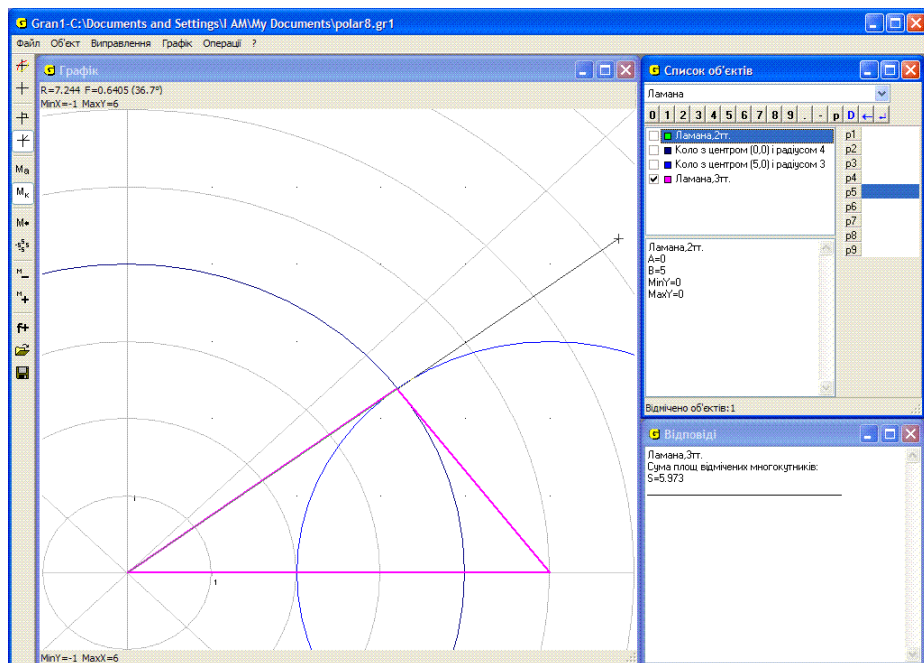 Gran1-C:\Documents and Settings\I AM\My Documents\polar8.gr1
Файл Об'єкт Виправлення Графік Операції ?
Графік
R=7.244 F=0.6405 (36.7°)
MinX=-1 MaxY=6
1
1
MinY=-1 MaxX=6
Список об'єктів
Ламана
0 1 2 3 4 5 6 7 8 9 . - p D ← ↵
Ламана,2тт.
Коло з центром (0,0) і радіусом 4
Коло з центром (5,0) і радіусом 3
Ламана,3тт.
p1
p2
p3
p4
p5
p6
p7
p8
p9
Ламана,2тт.
A=0
B=5
MinY=0
MaxY=0
Відмічено об'єктів:1
Відповіді
Ламана,3тт.
Сума площ відмічених многокутників:
S=5.973
Ma
Mк
M*
M
M
f+